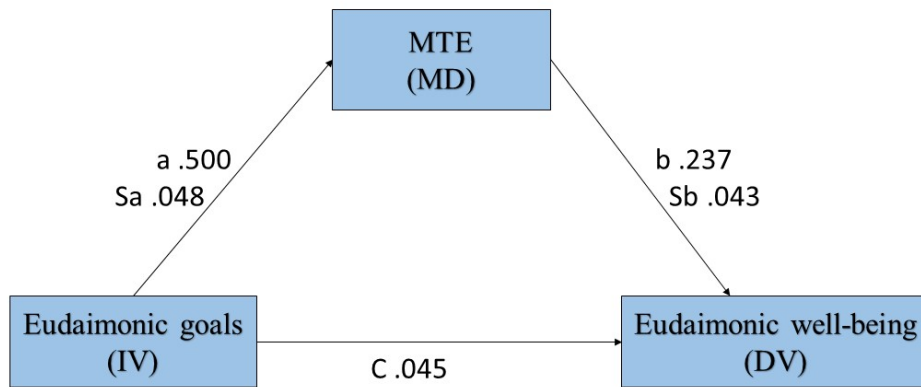 MTE
(MD)
a .500
Sa .048
b .237
Sb .043
Eudaimonic goals
(IV)
C .045
Eudaimonic well-being
(DV)